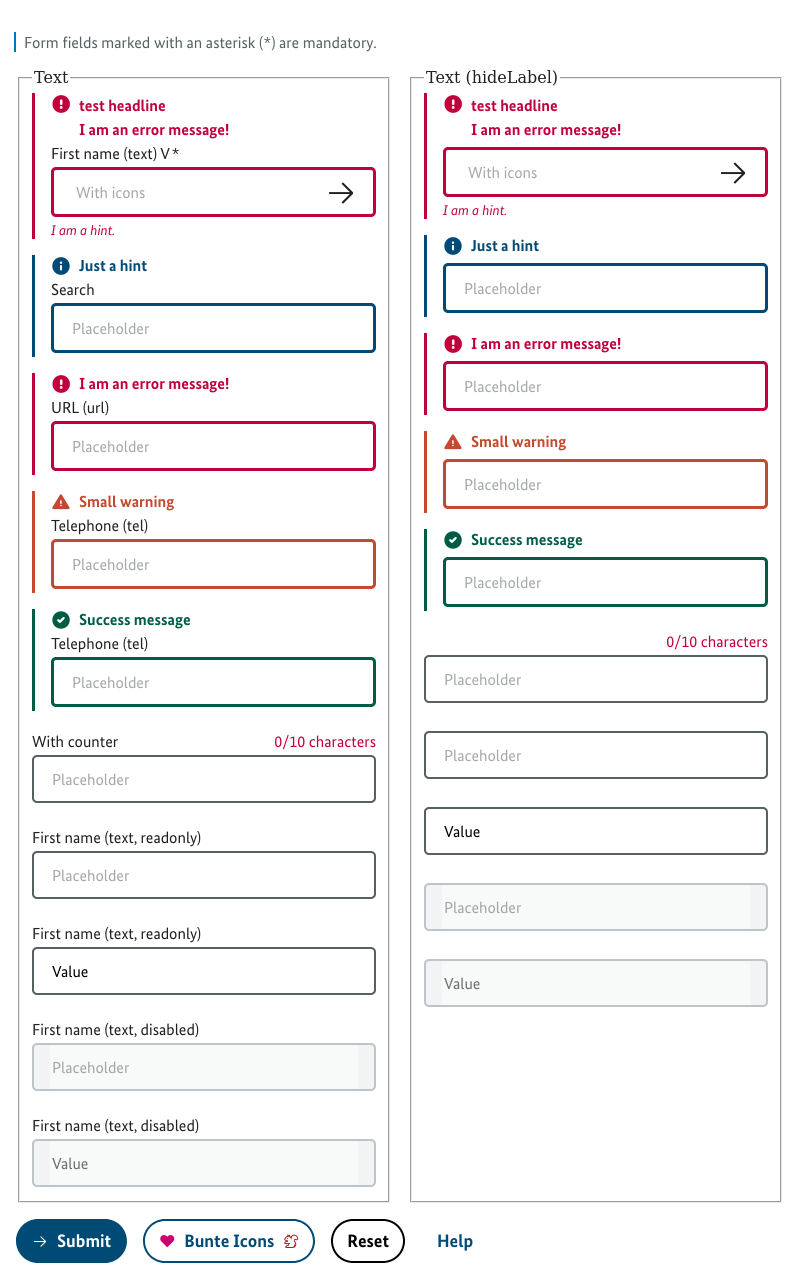 Form fields marked with an asterisk (*) are mandatory.
Text
test headline
I am an error message!
First name (text) V*
With icons
I am a hint.
Just a hint
Search
Placeholder
I am an error message!
URL (url)
Placeholder
Small warning
Telephone (tel)
Placeholder
Success message
Telephone (tel)
Placeholder
With counter
0/10 characters
Placeholder
First name (text, readonly)
Placeholder
First name (text, readonly)
Value
First name (text, disabled)
Placeholder
First name (text, disabled)
Value
Text (hideLabel)
test headline
I am an error message!
With icons
I am a hint.
Just a hint
Placeholder
I am an error message!
Placeholder
Small warning
Placeholder
Success message
Placeholder
0/10 characters
Placeholder
Placeholder
Value
Placeholder
Value
Submit
Bunte Icons
Reset
Help